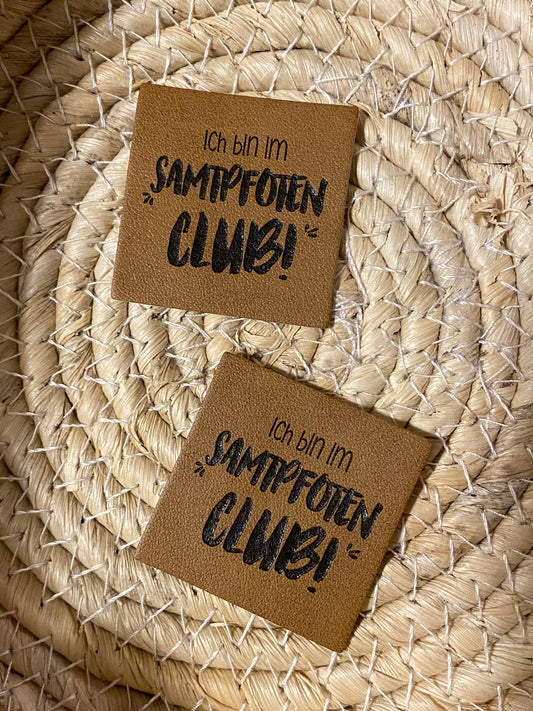 Ich bin im
SAMTPFOTEN
CLUB!
Ich bin im
SAMTPFOTEN
CLUB!